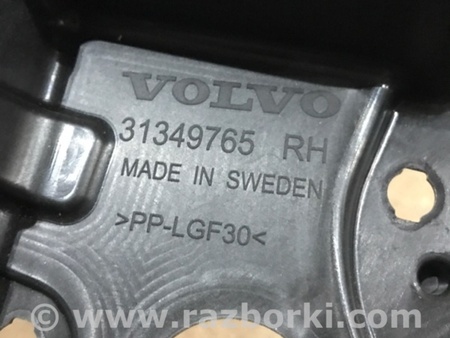 VOLVO
31349765 RH
MADE IN SWEDEN
>PP-LGF30<
www.razborki.com